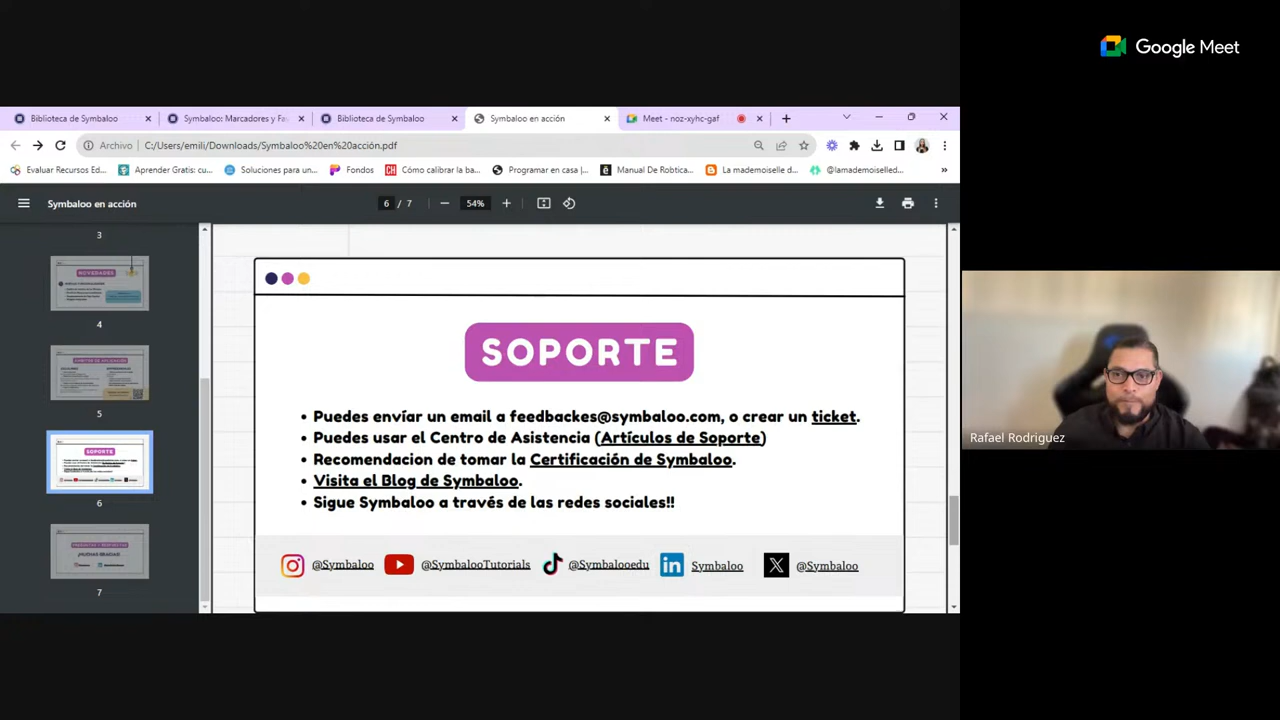 Google Meet
Biblioteca de Symbaloo
Symbaloo: Marcadores y Fav
Biblioteca de Symbaloo
Symbaloo en acción
Meet - noz-xyhc-gaf
Archivo
C:/Users/emili/Downloads/Symbaloo%20en%20acción.pdf
Evaluar Recursos Ed...
Aprender Gratis: cu...
Soluciones para un...
Fondos
Cómo calibrar la ba...
Programar en casa |...
Manual De Robtica...
La mademoiselle d...
@lamademoiselled...
»
Symbaloo en acción
6 / 7
54%
3
NOVEDADES
4
5
SOPORTE
6
¡MUCHAS GRACIAS!
7
SOPORTE
• Puedes envíar un email a feedbackes@symbaloo.com, o crear un ticket.
• Puedes usar el Centro de Asistencia (Artículos de Soporte)
• Recomendacion de tomar la Certificación de Symbaloo.
• Visita el Blog de Symbaloo.
• Sigue Symbaloo a través de las redes sociales!!
@Symbaloo
@SymbalooTutorials
@Symbalooedu
Symbaloo
@Symbaloo
Rafael Rodriguez